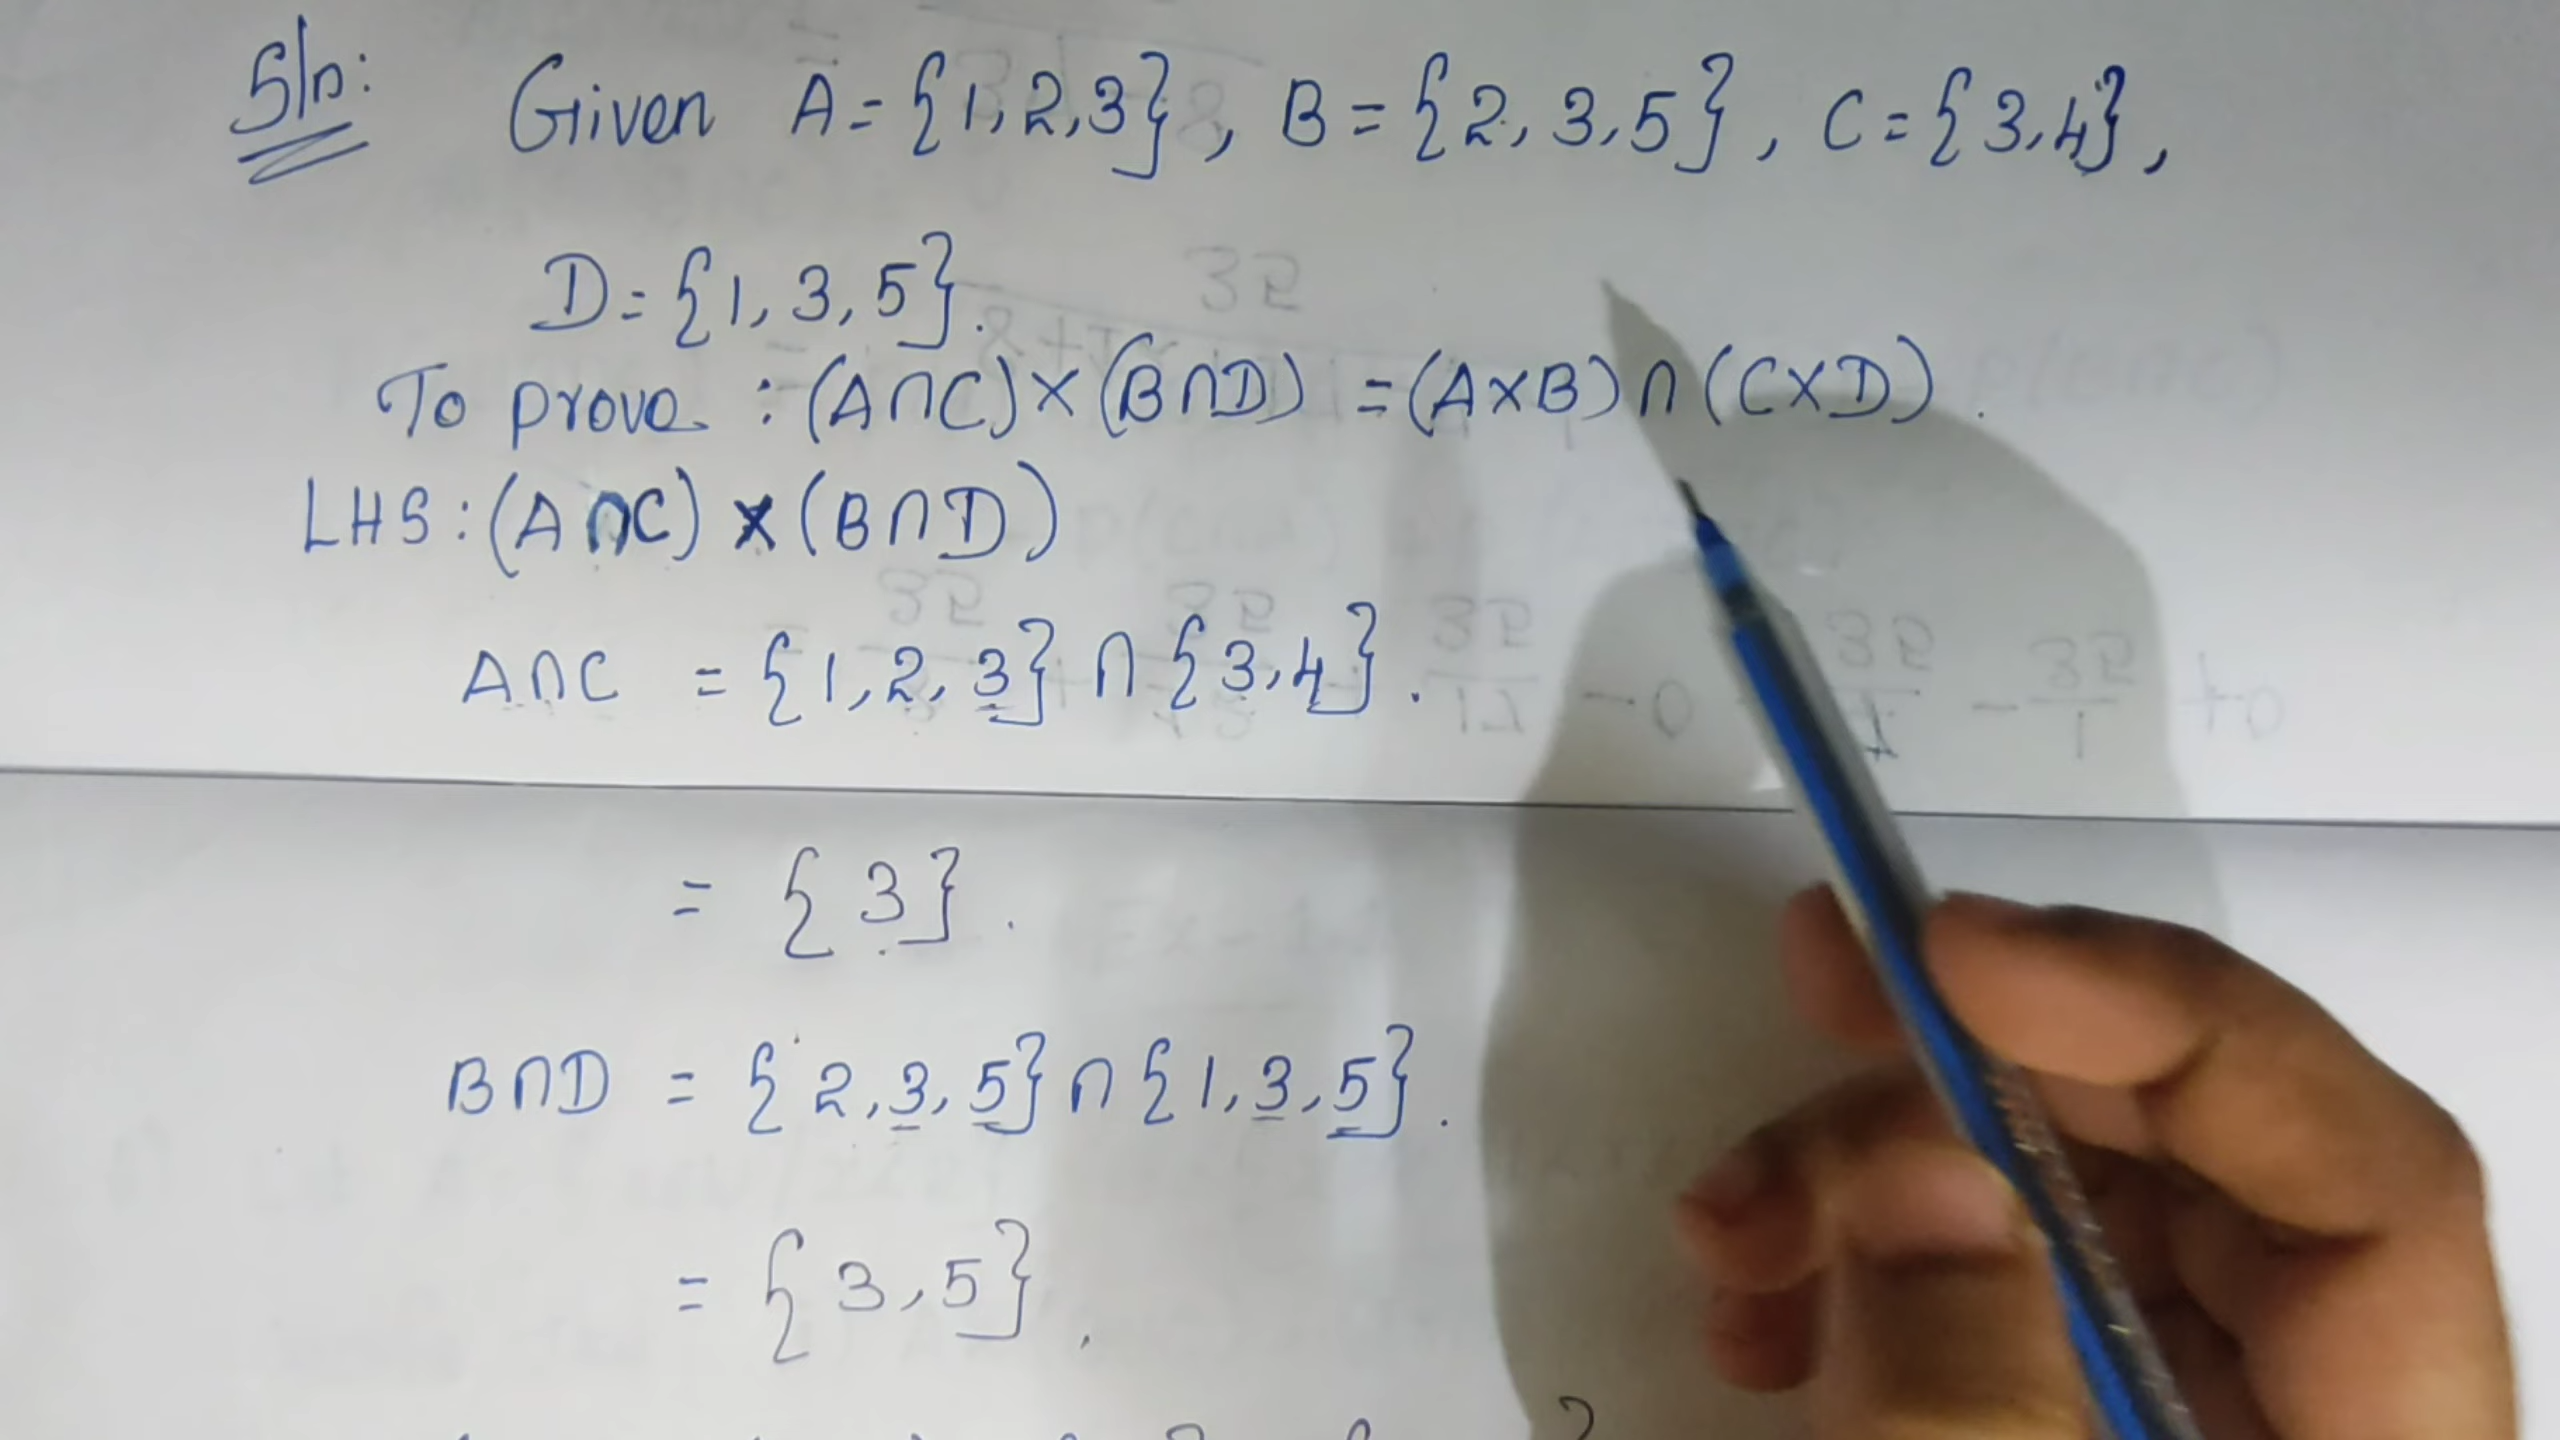 Sln: Given A = {1,2,3}, B = {2,3,5}, C = {3,4},
D = {1,3,5}.
To prove : (A∩C)×(B∩D) = (A×B)∩(C×D).
LHS : (A∩C) × (B∩D)
A∩C = {1,2,3} ∩ {3,4}.
= {3}.
B∩D = {2,3,5} ∩ {1,3,5}.
= {3,5}.